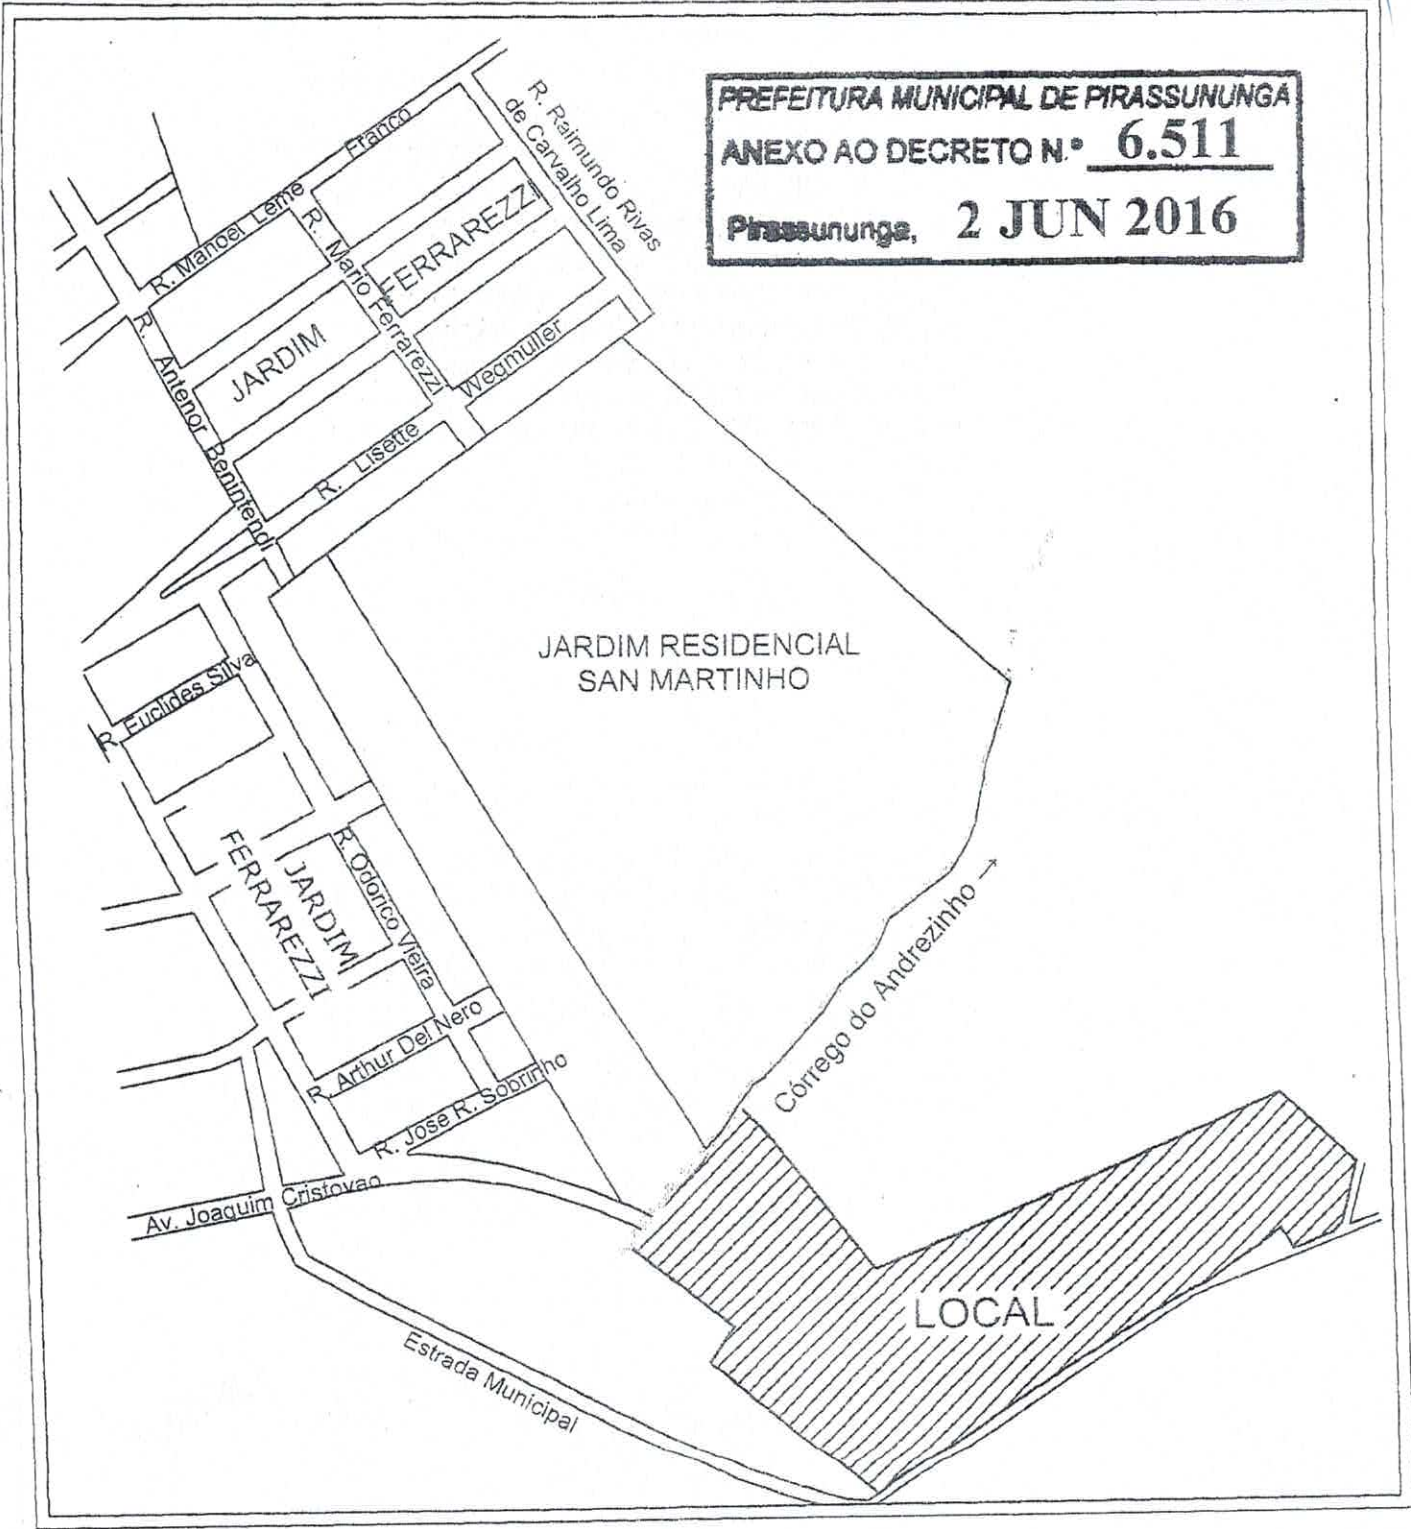 PREFEITURA MUNICIPAL DE PIRASSUNUNGA
ANEXO AO DECRETO N.º 6.511
Pirassununga, 2 JUN 2016
R. Raimundo Rivas
de Carvalho Lima
R. Manoel Leme Franco
R. Mario Ferrarezzi
JARDIM FERRAREZZI
R. Antenor Benintendi
R. Lisette Wegmuller
JARDIM RESIDENCIAL
SAN MARTINHO
R. Euclides Silva
JARDIM
FERRAREZZI
R. Odorico Vieira
R. Arthur Del Nero
R. Jose R. Sobrinho
Av. Joaquim Cristovao
Córrego do Andrezinho →
LOCAL
Estrada Municipal